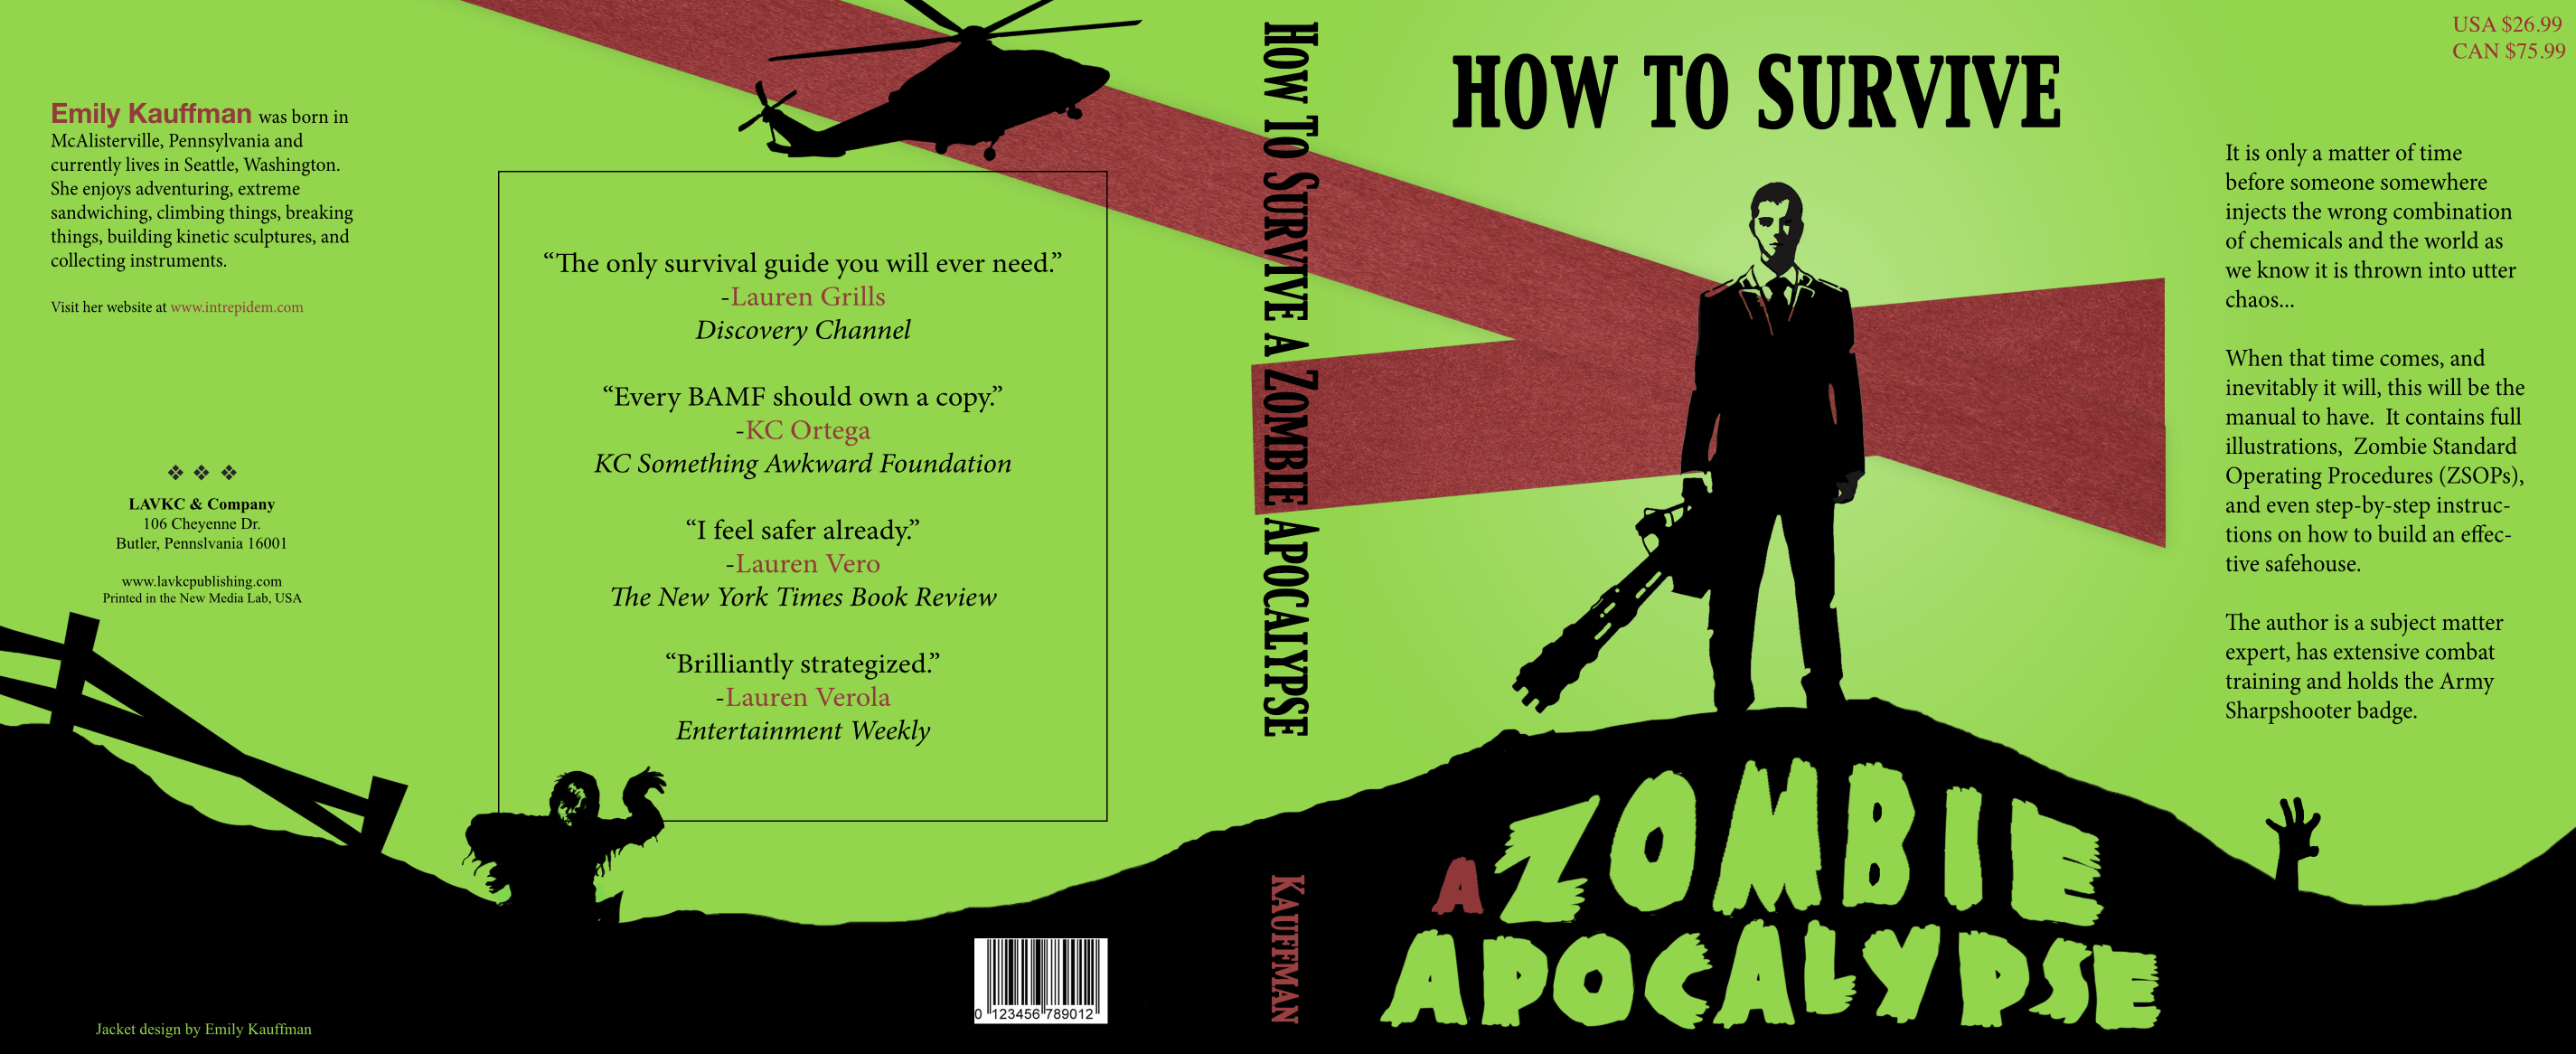 Emily Kauffman was born in
McAlisterville, Pennsylvania and
currently lives in Seattle, Washington.
She enjoys adventuring, extreme
sandwiching, climbing things, breaking
things, building kinetic sculptures, and
collecting instruments.
Visit her website at www.intrepidem.com
LAVKC & Company
106 Cheyenne Dr.
Butler, Pennslvania 16001
www.lavkcpublishing.com
Printed in the New Media Lab, USA
Jacket design by Emily Kauffman
“The only survival guide you will ever need.”
-Lauren Grills
Discovery Channel
“Every BAMF should own a copy.”
-KC Ortega
KC Something Awkward Foundation
“I feel safer already.”
-Lauren Vero
The New York Times Book Review
“Brilliantly strategized.”
-Lauren Verola
Entertainment Weekly
0 123456 789012
How To Survive a Zombie Apocalypse
Kauffman
HOW TO SURVIVE
A ZOMBIE
APOCALYPSE
USA $26.99
CAN $75.99
It is only a matter of time
before someone somewhere
injects the wrong combination
of chemicals and the world as
we know it is thrown into utter
chaos...
When that time comes, and
inevitably it will, this will be the
manual to have.  It contains full
illustrations,  Zombie Standard
Operating Procedures (ZSOPs),
and even step-by-step instruc-
tions on how to build an effec-
tive safehouse.
The author is a subject matter
expert, has extensive combat
training and holds the Army
Sharpshooter badge.